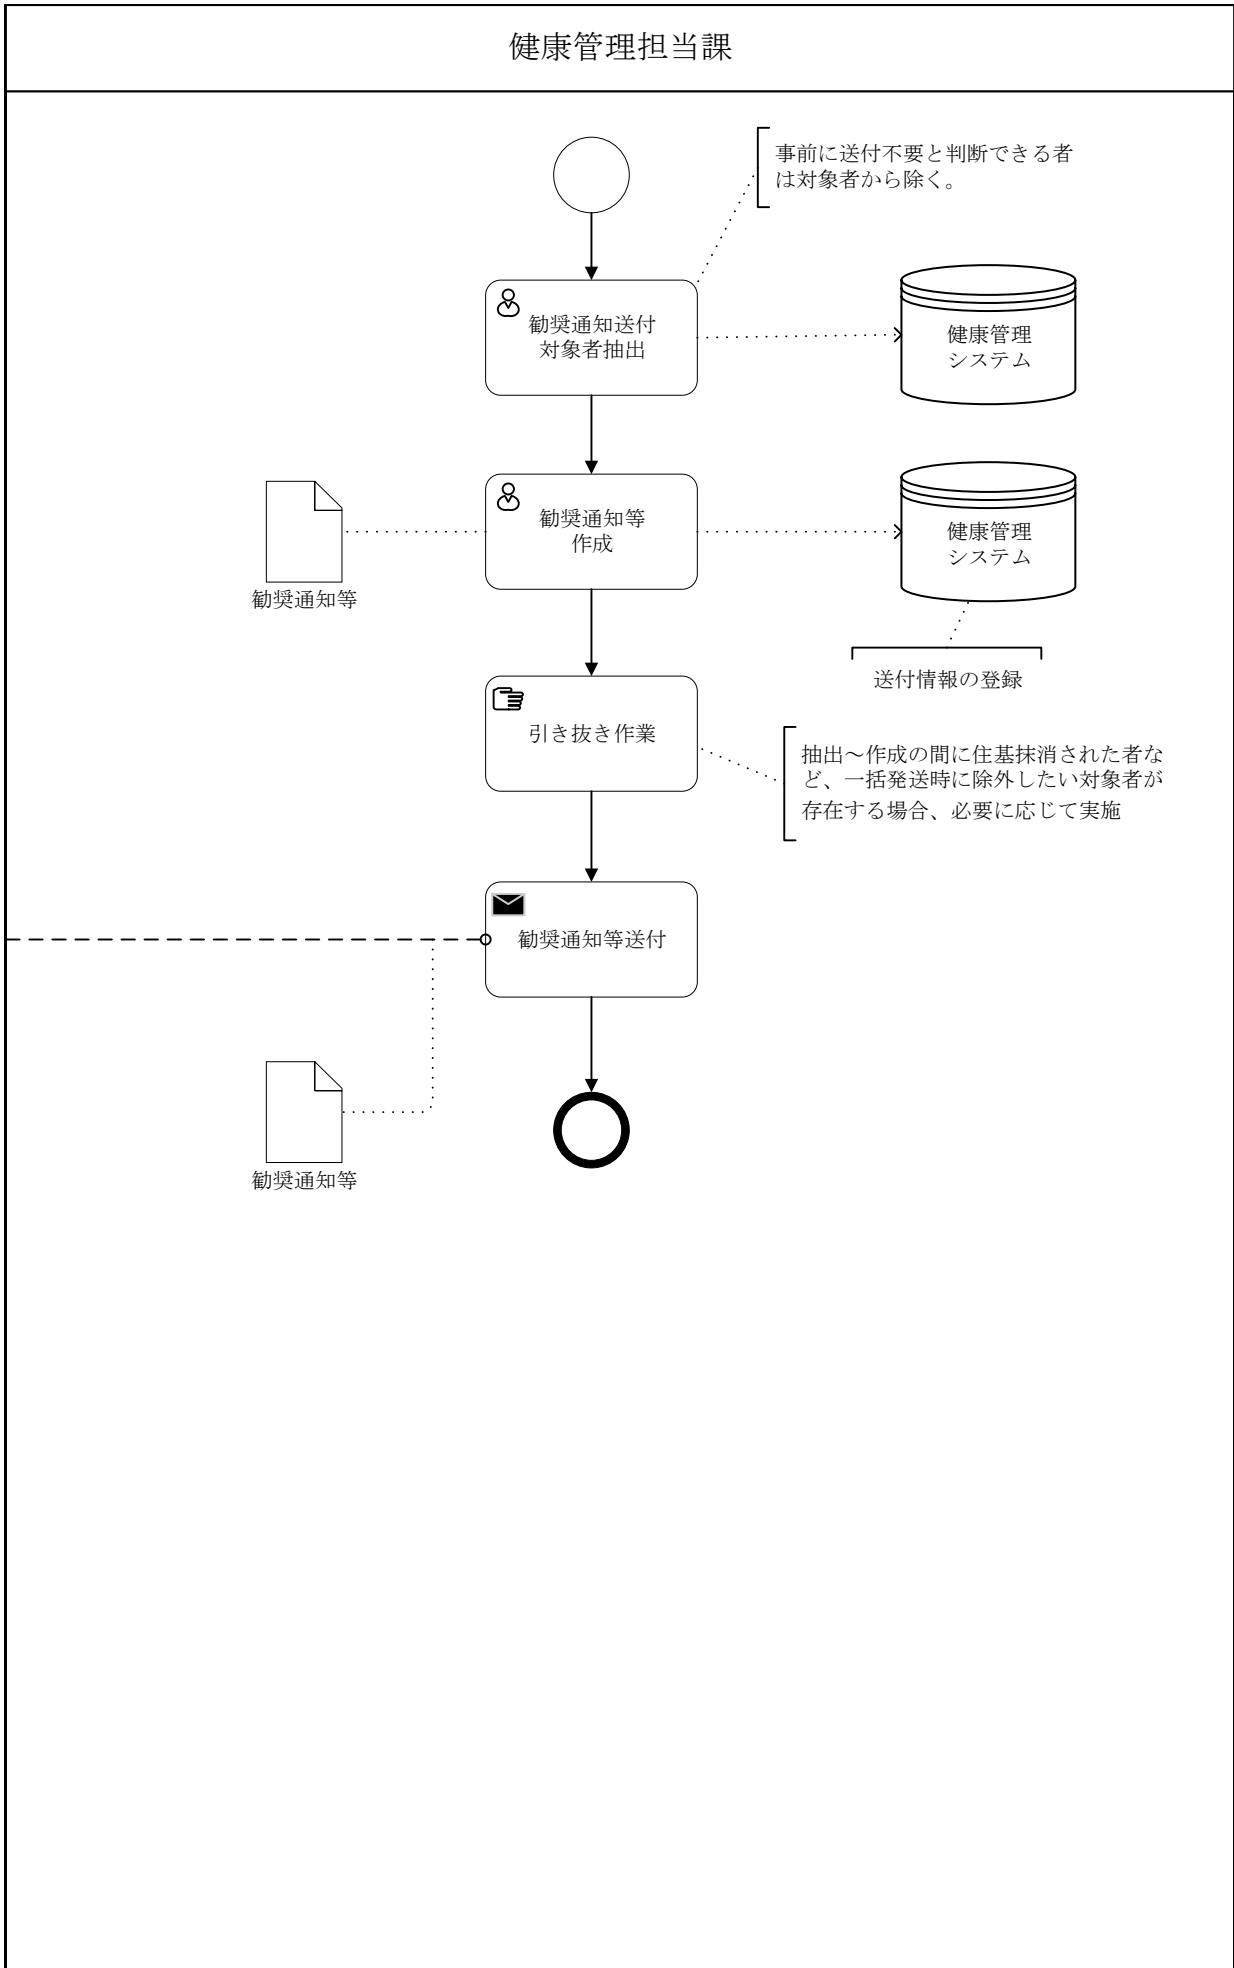 健康管理担当課
事前に送付不要と判断できる者
は対象者から除く。
勧奨通知送付
対象者抽出
健康管理
システム
勧奨通知等
作成
健康管理
システム
勧奨通知等
送付情報の登録
引き抜き作業
抽出～作成の間に住基抹消された者な
ど、一括発送時に除外したい対象者が
存在する場合、必要に応じて実施
勧奨通知等送付
勧奨通知等